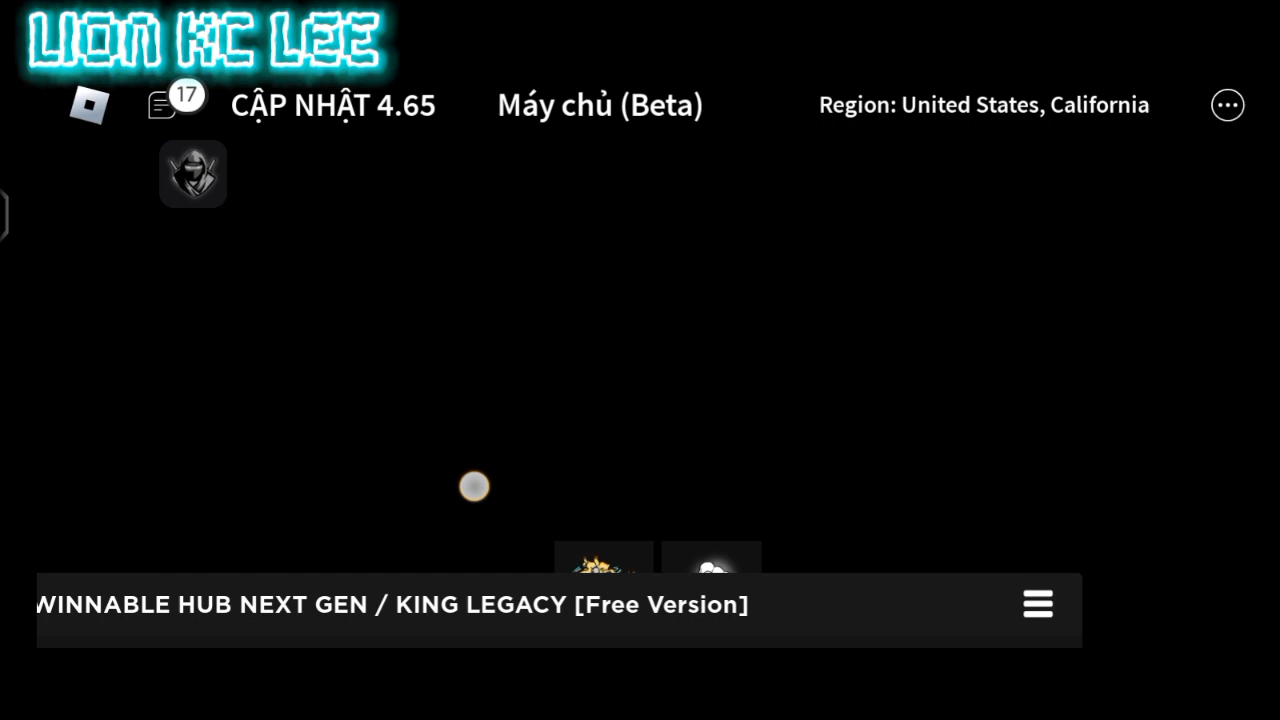 LION KC LEE
17
CẬP NHẬT 4.65
Máy chủ (Beta)
Region: United States, California
WINNABLE HUB NEXT GEN / KING LEGACY [Free Version]